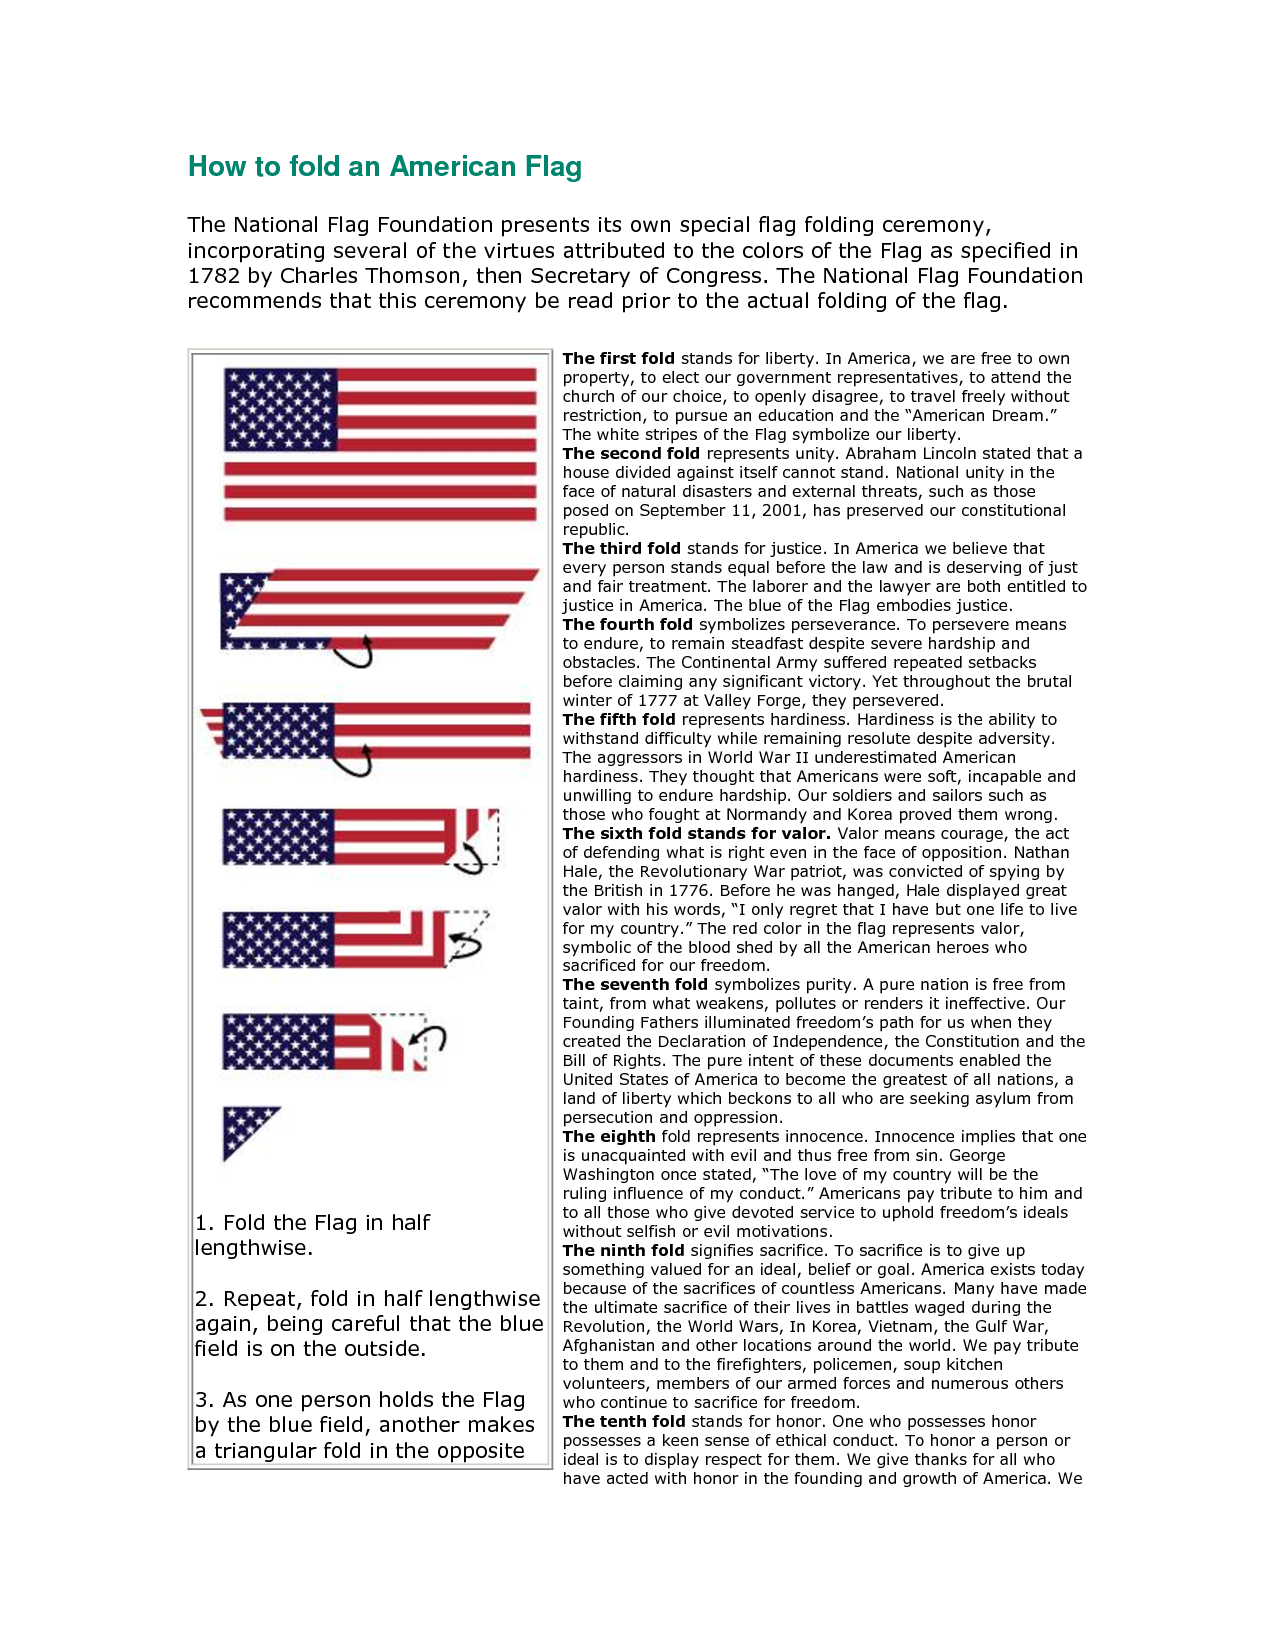 How to fold an American Flag
The National Flag Foundation presents its own special flag folding ceremony,
incorporating several of the virtues attributed to the colors of the Flag as specified in
1782 by Charles Thomson, then Secretary of Congress. The National Flag Foundation
recommends that this ceremony be read prior to the actual folding of the flag.
1. Fold the Flag in half
lengthwise.
2. Repeat, fold in half lengthwise
again, being careful that the blue
field is on the outside.
3. As one person holds the Flag
by the blue field, another makes
a triangular fold in the opposite
The first fold stands for liberty. In America, we are free to own
property, to elect our government representatives, to attend the
church of our choice, to openly disagree, to travel freely without
restriction, to pursue an education and the “American Dream.”
The white stripes of the Flag symbolize our liberty.
The second fold represents unity. Abraham Lincoln stated that a
house divided against itself cannot stand. National unity in the
face of natural disasters and external threats, such as those
posed on September 11, 2001, has preserved our constitutional
republic.
The third fold stands for justice. In America we believe that
every person stands equal before the law and is deserving of just
and fair treatment. The laborer and the lawyer are both entitled to
justice in America. The blue of the Flag embodies justice.
The fourth fold symbolizes perseverance. To persevere means
to endure, to remain steadfast despite severe hardship and
obstacles. The Continental Army suffered repeated setbacks
before claiming any significant victory. Yet throughout the brutal
winter of 1777 at Valley Forge, they persevered.
The fifth fold represents hardiness. Hardiness is the ability to
withstand difficulty while remaining resolute despite adversity.
The aggressors in World War II underestimated American
hardiness. They thought that Americans were soft, incapable and
unwilling to endure hardship. Our soldiers and sailors such as
those who fought at Normandy and Korea proved them wrong.
The sixth fold stands for valor. Valor means courage, the act
of defending what is right even in the face of opposition. Nathan
Hale, the Revolutionary War patriot, was convicted of spying by
the British in 1776. Before he was hanged, Hale displayed great
valor with his words, “I only regret that I have but one life to live
for my country.” The red color in the flag represents valor,
symbolic of the blood shed by all the American heroes who
sacrificed for our freedom.
The seventh fold symbolizes purity. A pure nation is free from
taint, from what weakens, pollutes or renders it ineffective. Our
Founding Fathers illuminated freedom’s path for us when they
created the Declaration of Independence, the Constitution and the
Bill of Rights. The pure intent of these documents enabled the
United States of America to become the greatest of all nations, a
land of liberty which beckons to all who are seeking asylum from
persecution and oppression.
The eighth fold represents innocence. Innocence implies that one
is unacquainted with evil and thus free from sin. George
Washington once stated, “The love of my country will be the
ruling influence of my conduct.” Americans pay tribute to him and
to all those who give devoted service to uphold freedom’s ideals
without selfish or evil motivations.
The ninth fold signifies sacrifice. To sacrifice is to give up
something valued for an ideal, belief or goal. America exists today
because of the sacrifices of countless Americans. Many have made
the ultimate sacrifice of their lives in battles waged during the
Revolution, the World Wars, In Korea, Vietnam, the Gulf War,
Afghanistan and other locations around the world. We pay tribute
to them and to the firefighters, policemen, soup kitchen
volunteers, members of our armed forces and numerous others
who continue to sacrifice for freedom.
The tenth fold stands for honor. One who possesses honor
possesses a keen sense of ethical conduct. To honor a person or
ideal is to display respect for them. We give thanks for all who
have acted with honor in the founding and growth of America. We